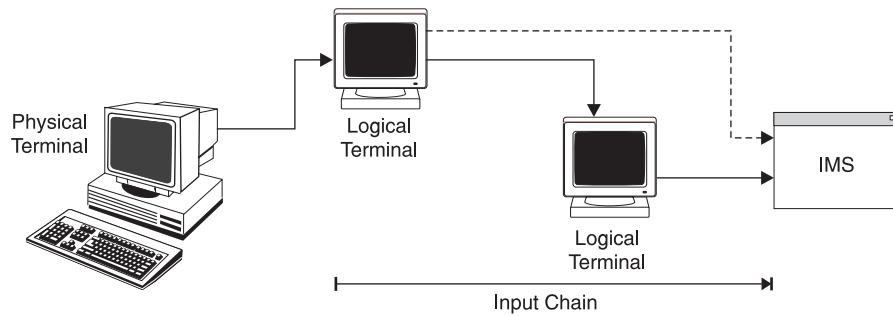 Physical
Terminal
Logical
Terminal
Logical
Terminal
IMS
Input Chain